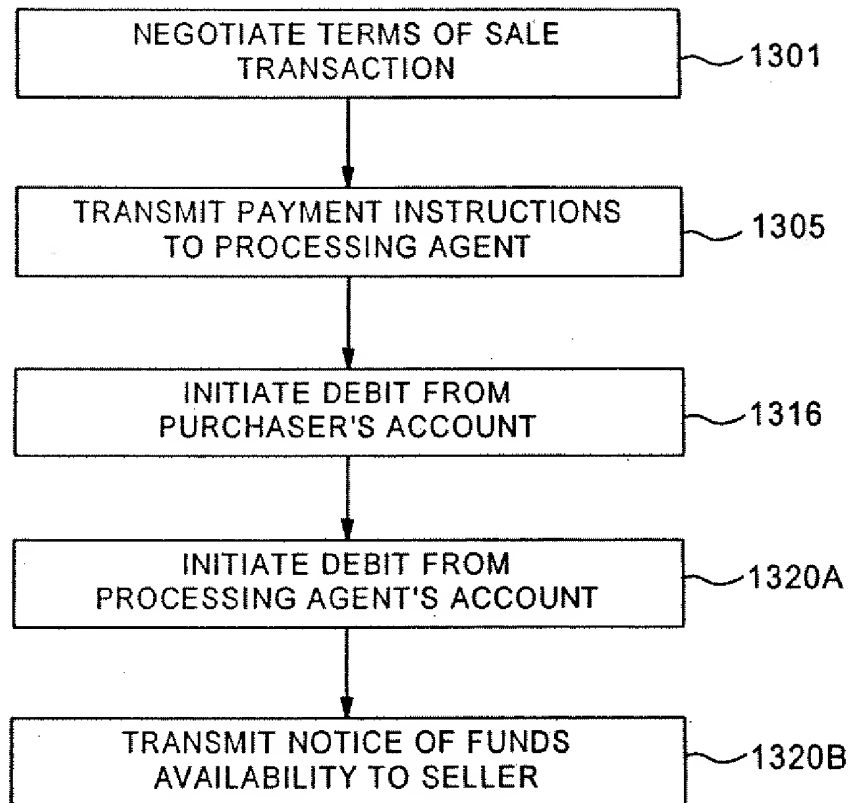 NEGOTIATE TERMS OF SALE
TRANSACTION
1301
TRANSMIT PAYMENT INSTRUCTIONS
TO PROCESSING AGENT
1305
INITIATE DEBIT FROM
PURCHASER'S ACCOUNT
1316
INITIATE DEBIT FROM
PROCESSING AGENT'S ACCOUNT
1320A
TRANSMIT NOTICE OF FUNDS
AVAILABILITY TO SELLER
1320B